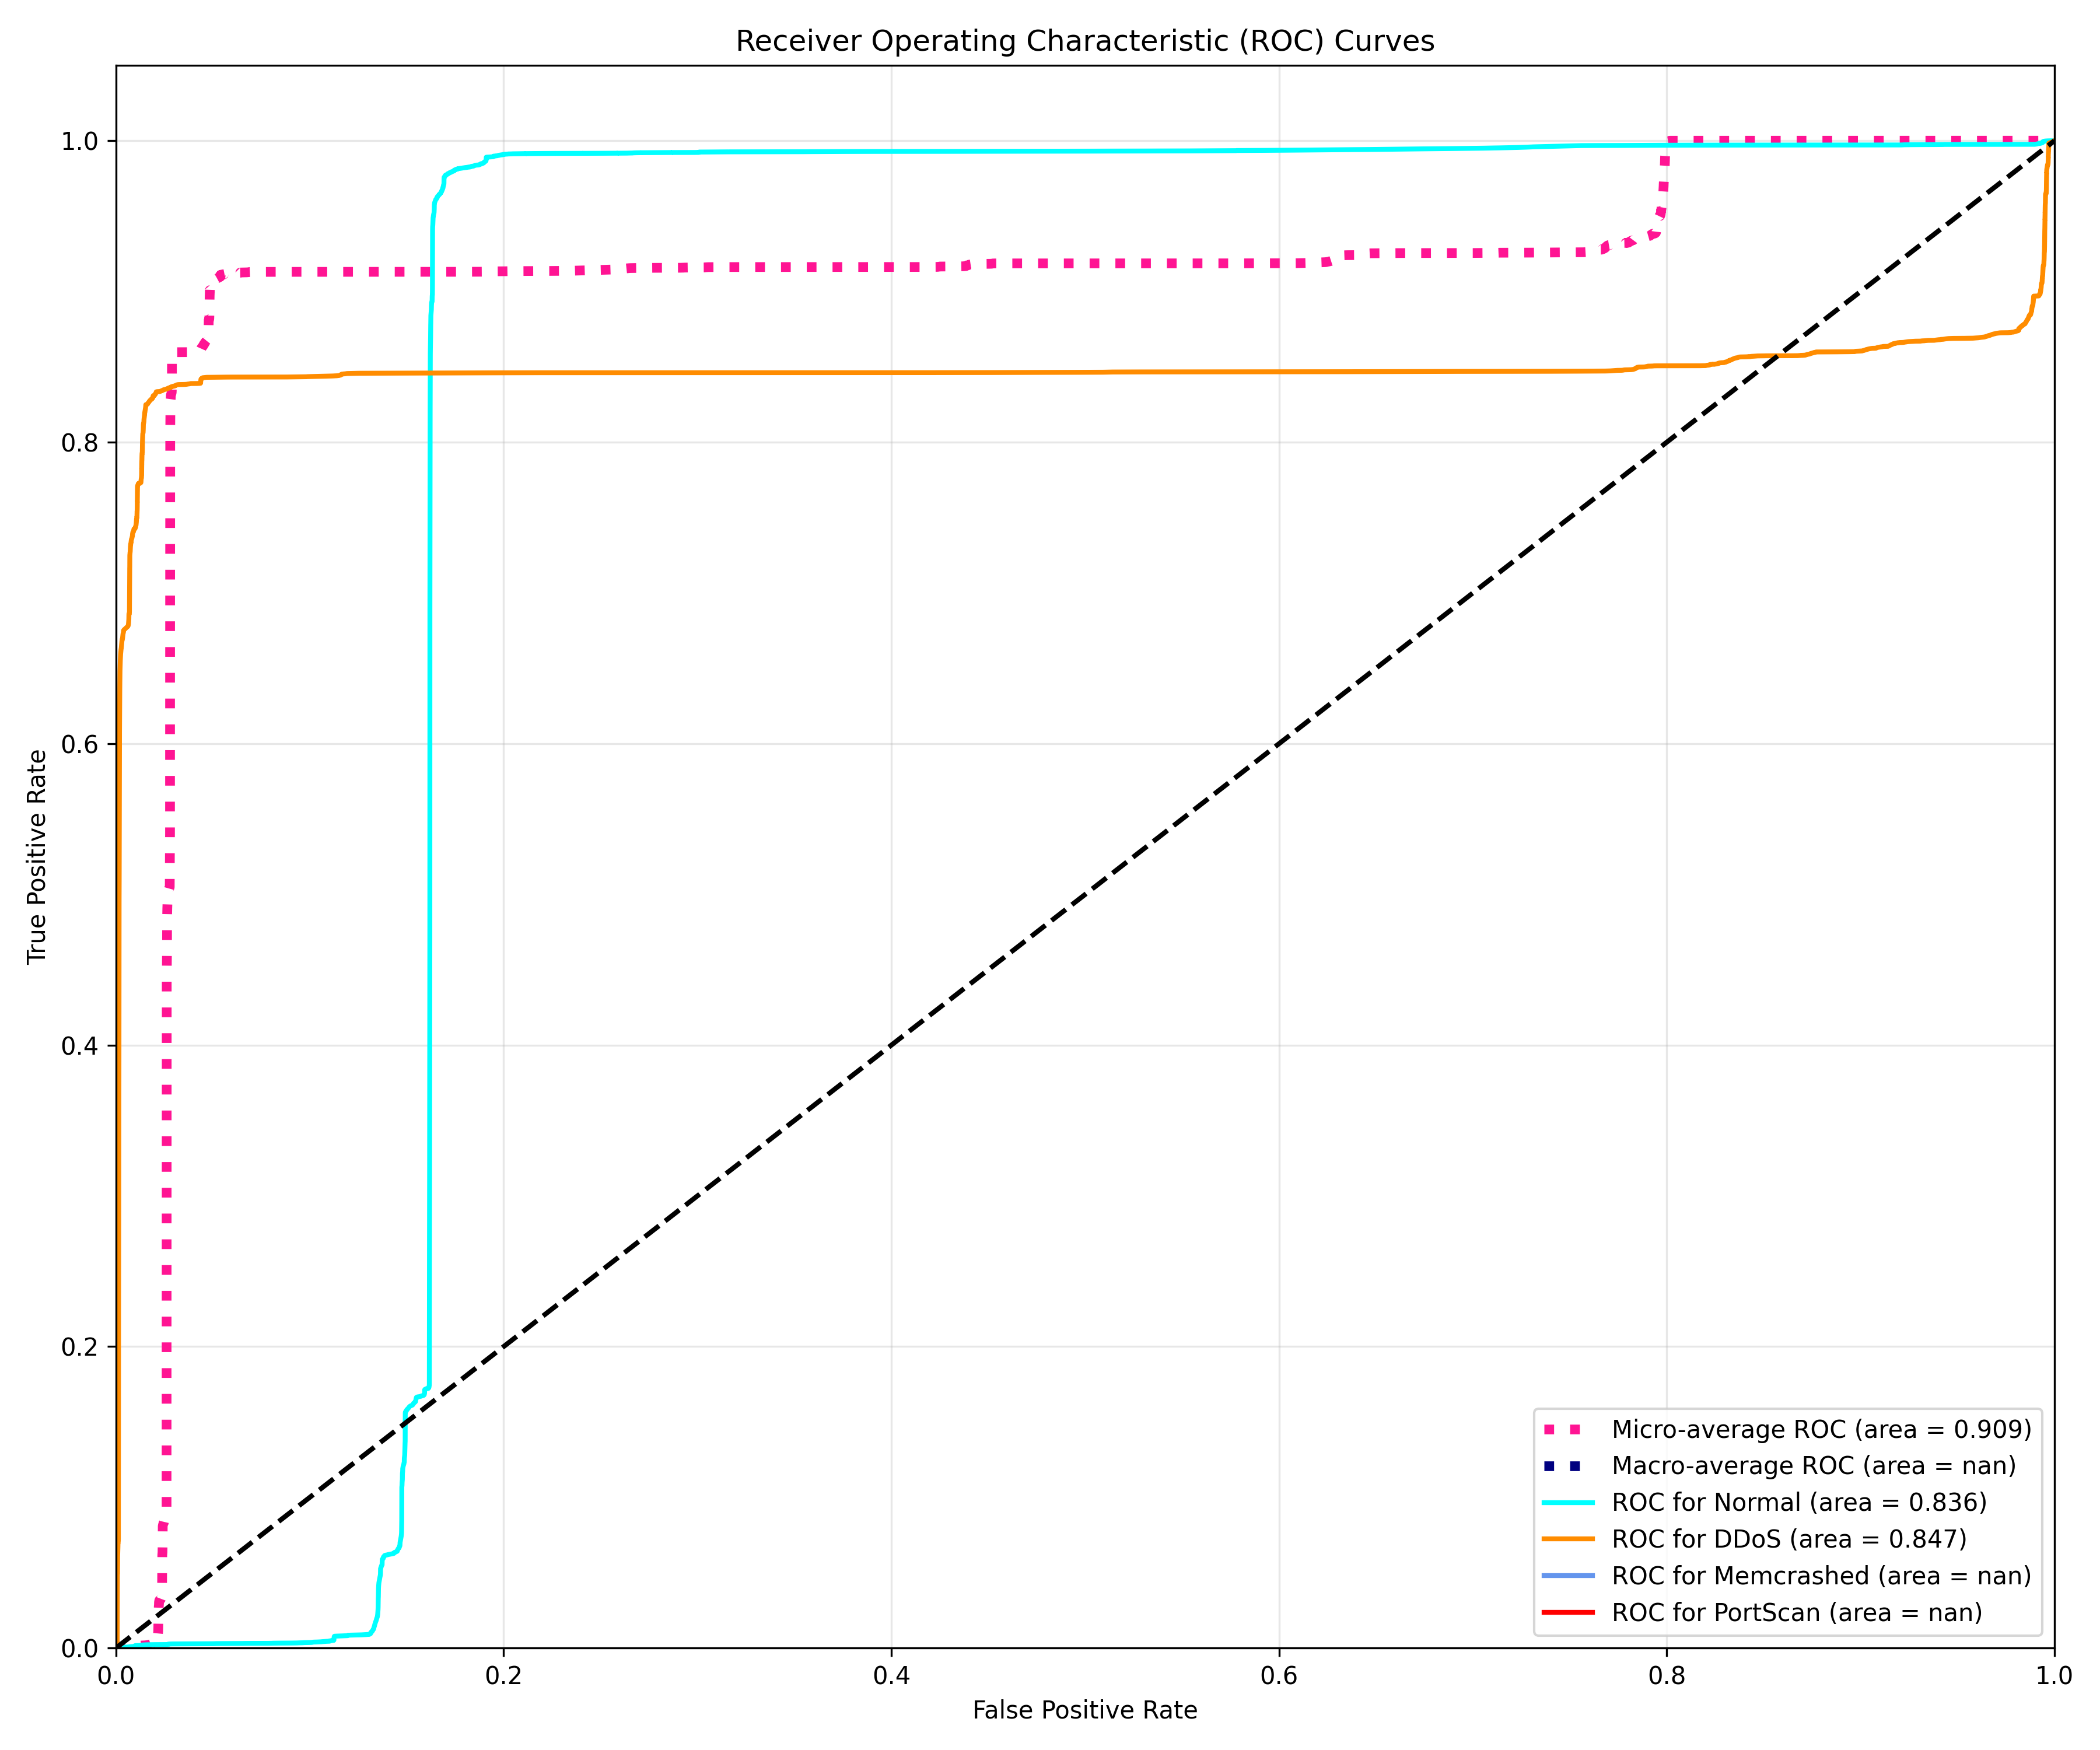 Receiver Operating Characteristic (ROC) Curves
1.0
0.8
0.6
0.4
0.2
0.0
True Positive Rate
0.0 0.2 0.4 0.6 0.8 1.0
False Positive Rate
Micro-average ROC (area = 0.909)
Macro-average ROC (area = nan)
ROC for Normal (area = 0.836)
ROC for DDoS (area = 0.847)
ROC for Memcrashed (area = nan)
ROC for PortScan (area = nan)